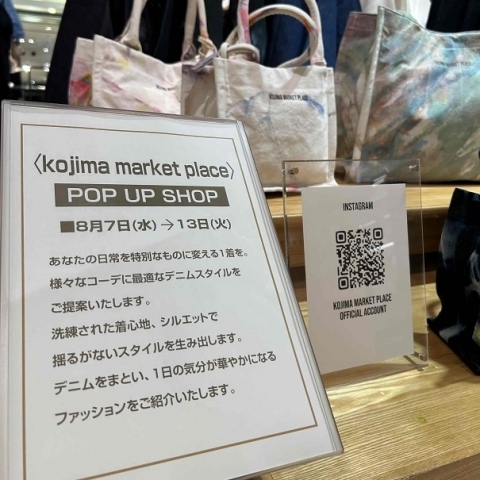 KOJIMA MARKET PLACE
〈kojima market place〉
POP UP SHOP
■8月7日(水)→13日(火)
あなたの日常を特別なものに変える1着を。
様々なコーデに最適なデニムスタイルを
ご提案いたします。
洗練された着心地、シルエットで
揺るがないスタイルを生み出します。
デニムをまとい、1日の気分が華やかになる
ファッションをご紹介いたします。
INSTAGRAM
KOJIMA MARKET PLACE
OFFICIAL ACCOUNT